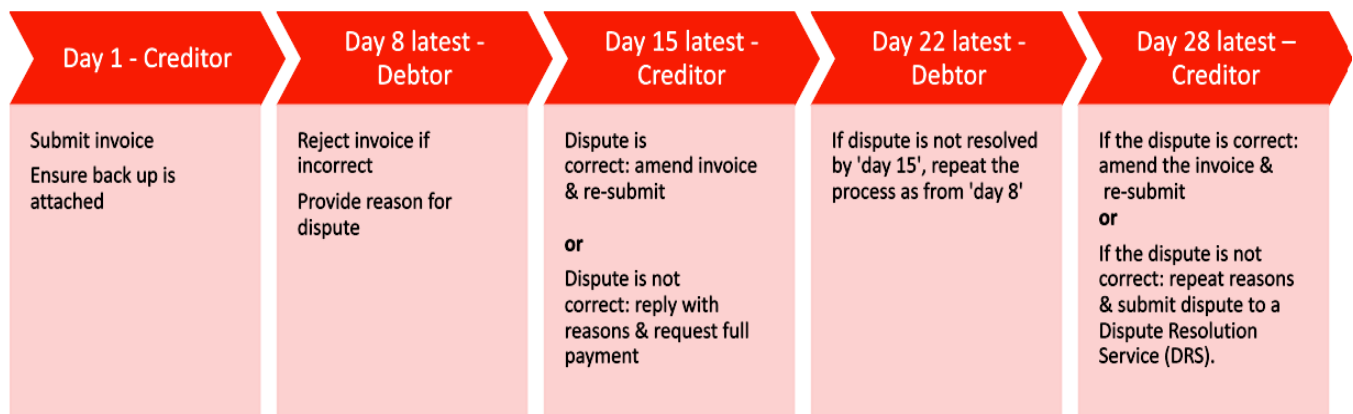 Day 1 - Creditor
Submit invoice
Ensure back up is
attached
Day 8 latest -
Debtor
Reject invoice if
incorrect
Provide reason for
dispute
Day 15 latest -
Creditor
Dispute is
correct: amend invoice
& re-submit
or
Dispute is not
correct: reply with
reasons & request full
payment
Day 22 latest -
Debtor
If dispute is not resolved
by 'day 15', repeat the
process as from 'day 8'
Day 28 latest –
Creditor
If the dispute is correct:
amend the invoice &
re-submit
or
If the dispute is not
correct: repeat reasons
& submit dispute to a
Dispute Resolution
Service (DRS).